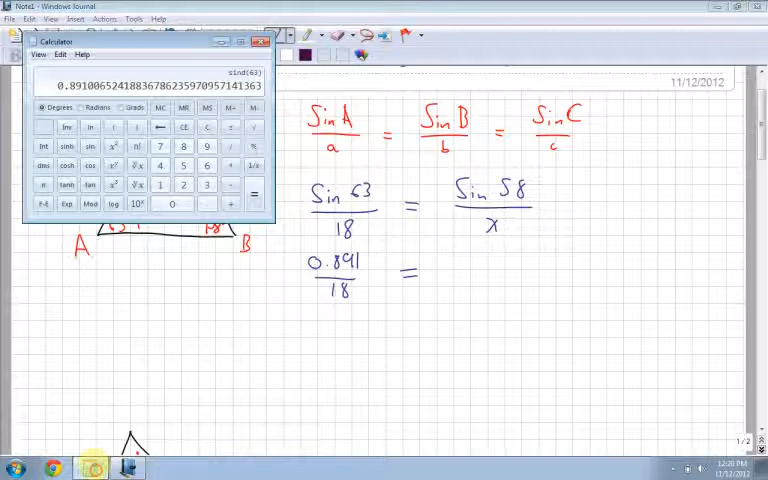 Note1 - Windows Journal
File Edit View Insert Actions Tools Help
Calculator
View Edit Help
sind(63)
0.89100652418836786235970957141363
Degrees Radians Grads MC MR MS M+ M-
Inv ln ( ) ← CE C ± √
Int sinh sin x² n! 7 8 9 / %
dms cosh cos 4 5 6 * 1/x
π tanh tan x³ 1 2 3 - =
F-E Exp Mod log 10ˣ 0 . +
11/12/2012
Sin A / a = Sin B / b = Sin C / c
Sin 63 / 18 = Sin 58 / x
0.891 / 18 =
A B
1/2
12:20 PM
11/12/2012